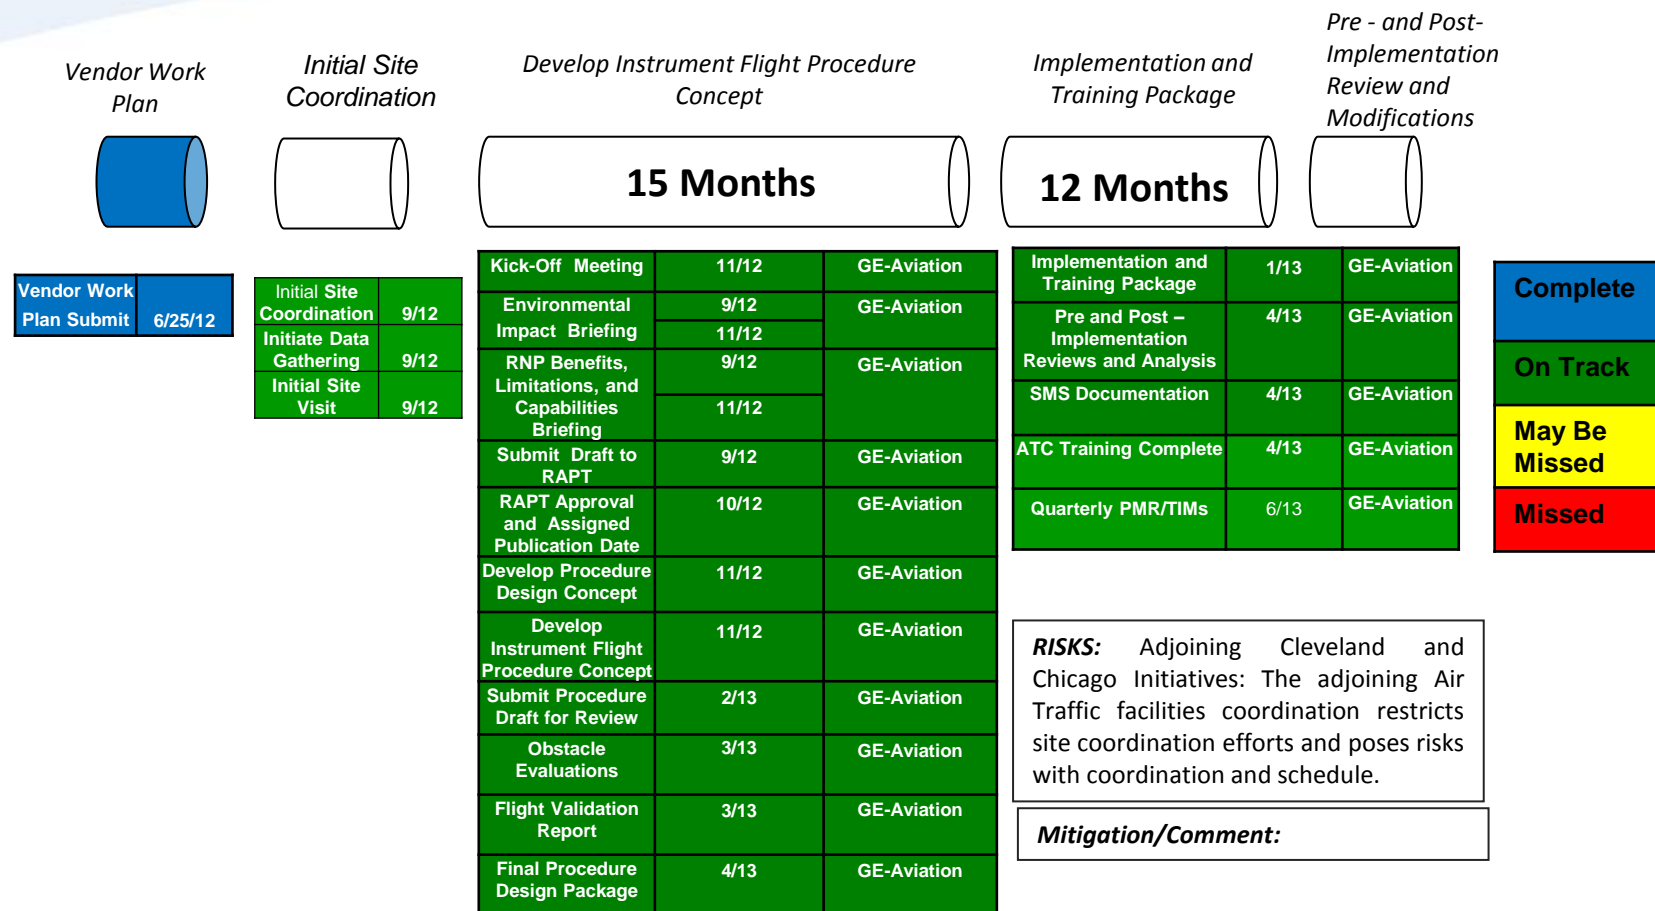 Vendor Work
Plan
Initial Site
Coordination
Develop Instrument Flight Procedure
Concept
Implementation and
Training Package
Pre - and Post-
Implementation
Review and
Modifications
15 Months
12 Months
Vendor Work
Plan Submit 6/25/12
Initial Site
Coordination 9/12
Initiate Data
Gathering 9/12
Initial Site
Visit 9/12
Kick-Off Meeting 11/12 GE-Aviation
Environmental 9/12 GE-Aviation
Impact Briefing 11/12
RNP Benefits, 9/12 GE-Aviation
Limitations, and
Capabilities 11/12
Briefing
Submit Draft to 9/12 GE-Aviation
RAPT
RAPT Approval 10/12 GE-Aviation
and Assigned
Publication Date
Develop Procedure 11/12 GE-Aviation
Design Concept
Develop 11/12 GE-Aviation
Instrument Flight
Procedure Concept
Submit Procedure 2/13 GE-Aviation
Draft for Review
Obstacle 3/13 GE-Aviation
Evaluations
Flight Validation 3/13 GE-Aviation
Report
Final Procedure 4/13 GE-Aviation
Design Package
Implementation and 1/13 GE-Aviation
Training Package
Pre and Post – 4/13 GE-Aviation
Implementation
Reviews and Analysis
SMS Documentation 4/13 GE-Aviation
ATC Training Complete 4/13 GE-Aviation
Quarterly PMR/TIMs 6/13 GE-Aviation
Complete
On Track
May Be
Missed
Missed
RISKS: Adjoining Cleveland and
Chicago Initiatives: The adjoining Air
Traffic facilities coordination restricts
site coordination efforts and poses risks
with coordination and schedule.
Mitigation/Comment: